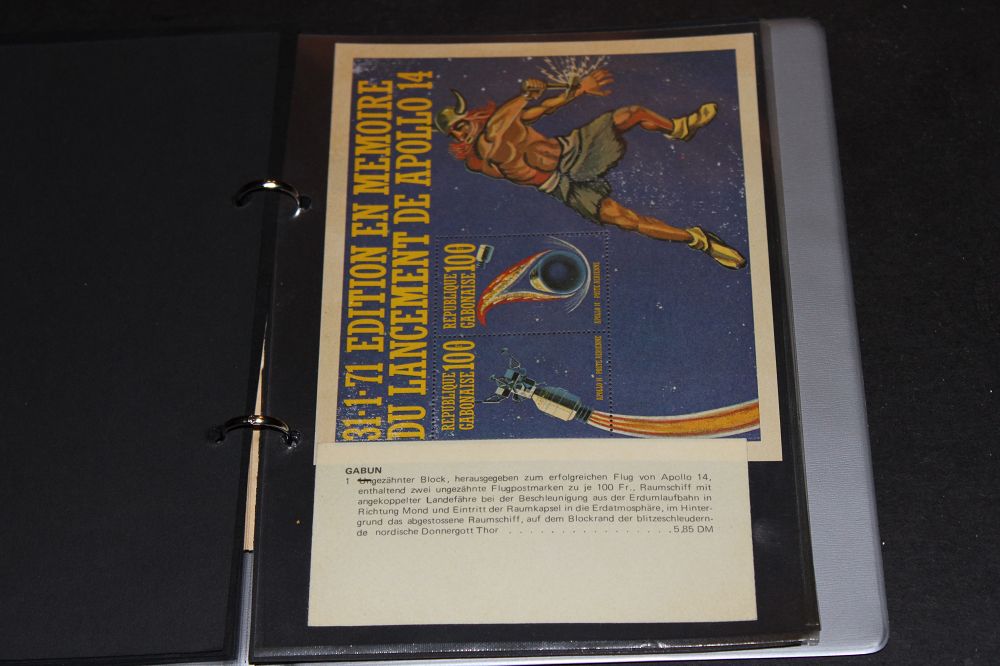 31·1·71 EDITION EN MEMOIRE
DU LANCEMENT DE APOLLO 14
REPUBLIQUE
GABONAISE 100
APOLLO 14 · POSTE AERIENNE
REPUBLIQUE
GABONAISE 100
APOLLO 14 · POSTE AERIENNE
GABUN
1 Ungezähnter Block, herausgegeben zum erfolgreichen Flug von Apollo 14,
enthaltend zwei ungezähnte Flugpostmarken zu je 100 Fr., Raumschiff mit
angekoppelter Landefähre bei der Beschleunigung aus der Erdumlaufbahn in
Richtung Mond und Eintritt der Raumkapsel in die Erdatmosphäre, im Hinter-
grund das abgestossene Raumschiff, auf dem Blockrand der blitzeschleudern-
de nordische Donnergott Thor . . . . . . . . . . . . . . . . 5,85 DM